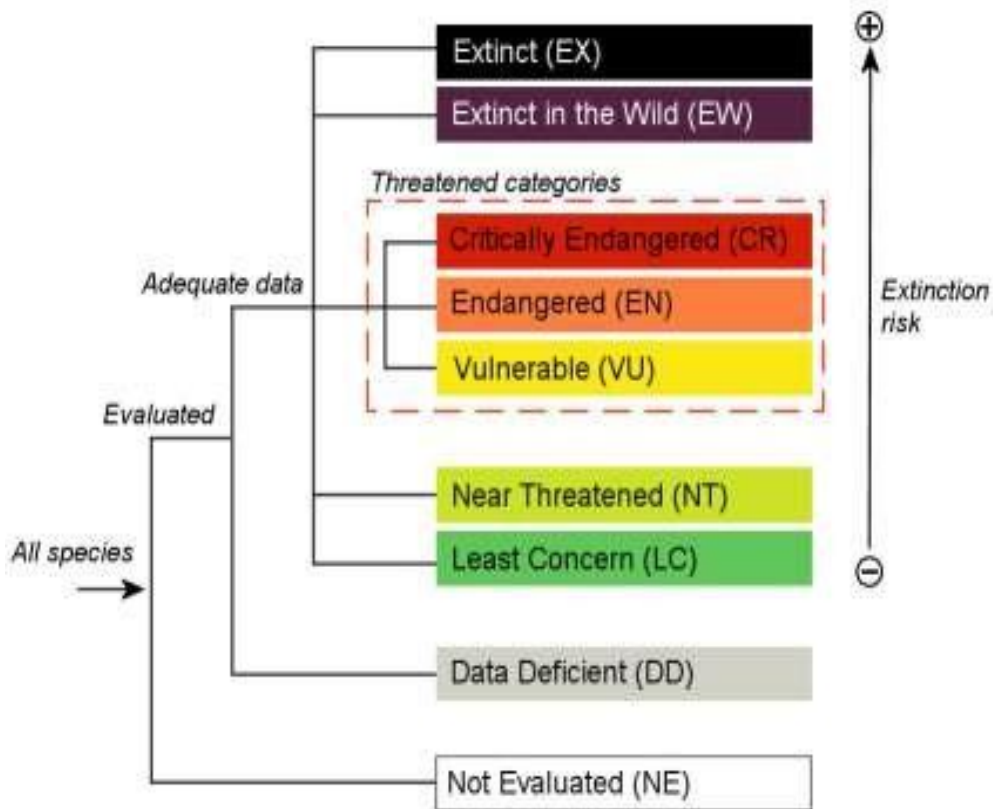 Extinct (EX)
Extinct in the Wild (EW)
Threatened categories
Critically Endangered (CR)
Adequate data
Endangered (EN)
Extinction
risk
Vulnerable (VU)
Evaluated
Near Threatened (NT)
All species
Least Concern (LC)
Data Deficient (DD)
Not Evaluated (NE)